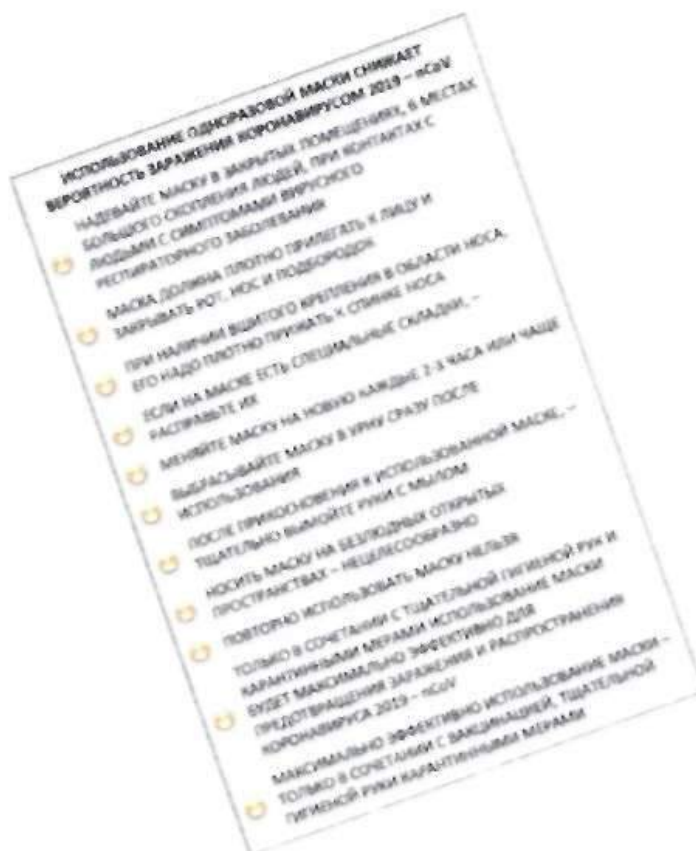 ИСПОЛЬЗОВАНИЕ ОДНОРАЗОВОЙ МАСКИ СНИЖАЕТ
ВЕРОЯТНОСТЬ ЗАРАЖЕНИЯ КОРОНАВИРУСОМ 2019 – nCoV
НАДЕВАЙТЕ МАСКУ В ЗАКРЫТЫХ ПОМЕЩЕНИЯХ, В МЕСТАХ
БОЛЬШОГО СКОПЛЕНИЯ ЛЮДЕЙ, ПРИ КОНТАКТАХ С
ЛЮДЬМИ С СИМПТОМАМИ ВИРУСНОГО
РЕСПИРАТОРНОГО ЗАБОЛЕВАНИЯ
МАСКА ДОЛЖНА ПЛОТНО ПРИЛЕГАТЬ К ЛИЦУ И
ЗАКРЫВАТЬ РОТ, НОС И ПОДБОРОДОК
ПРИ НАЛИЧИИ ВШИТОГО КРЕПЛЕНИЯ В ОБЛАСТИ НОСА,
ЕГО НАДО ПЛОТНО ПРИЖАТЬ К СПИНКЕ НОСА
ЕСЛИ НА МАСКЕ ЕСТЬ СПЕЦИАЛЬНЫЕ СКЛАДКИ, –
РАСПРАВЬТЕ ИХ
МЕНЯЙТЕ МАСКУ НА НОВУЮ КАЖДЫЕ 2-3 ЧАСА ИЛИ ЧАЩЕ
ВЫБРАСЫВАЙТЕ МАСКУ В УРНУ СРАЗУ ПОСЛЕ
ИСПОЛЬЗОВАНИЯ
ПОСЛЕ ПРИКОСНОВЕНИЯ К ИСПОЛЬЗОВАННОЙ МАСКЕ, –
ТЩАТЕЛЬНО ВЫМОЙТЕ РУКИ С МЫЛОМ
НОСИТЬ МАСКУ НА БЕЗЛЮДНЫХ ОТКРЫТЫХ
ПРОСТРАНСТВАХ – НЕЦЕЛЕСООБРАЗНО
ПОВТОРНО ИСПОЛЬЗОВАТЬ МАСКУ НЕЛЬЗЯ
ТОЛЬКО В СОЧЕТАНИИ С ТЩАТЕЛЬНОЙ ГИГИЕНОЙ РУК И
КАРАНТИННЫМИ МЕРАМИ ИСПОЛЬЗОВАНИЕ МАСКИ
БУДЕТ МАКСИМАЛЬНО ЭФФЕКТИВНО ДЛЯ
ПРЕДОТВРАЩЕНИЯ ЗАРАЖЕНИЯ И РАСПРОСТРАНЕНИЯ
КОРОНАВИРУСА 2019 – nCoV
МАКСИМАЛЬНО ЭФФЕКТИВНО ИСПОЛЬЗОВАНИЕ МАСКИ –
ТОЛЬКО В СОЧЕТАНИИ С ВАКЦИНАЦИЕЙ, ТЩАТЕЛЬНОЙ
ГИГИЕНОЙ РУКИ КАРАНТИННЫМИ МЕРАМИ